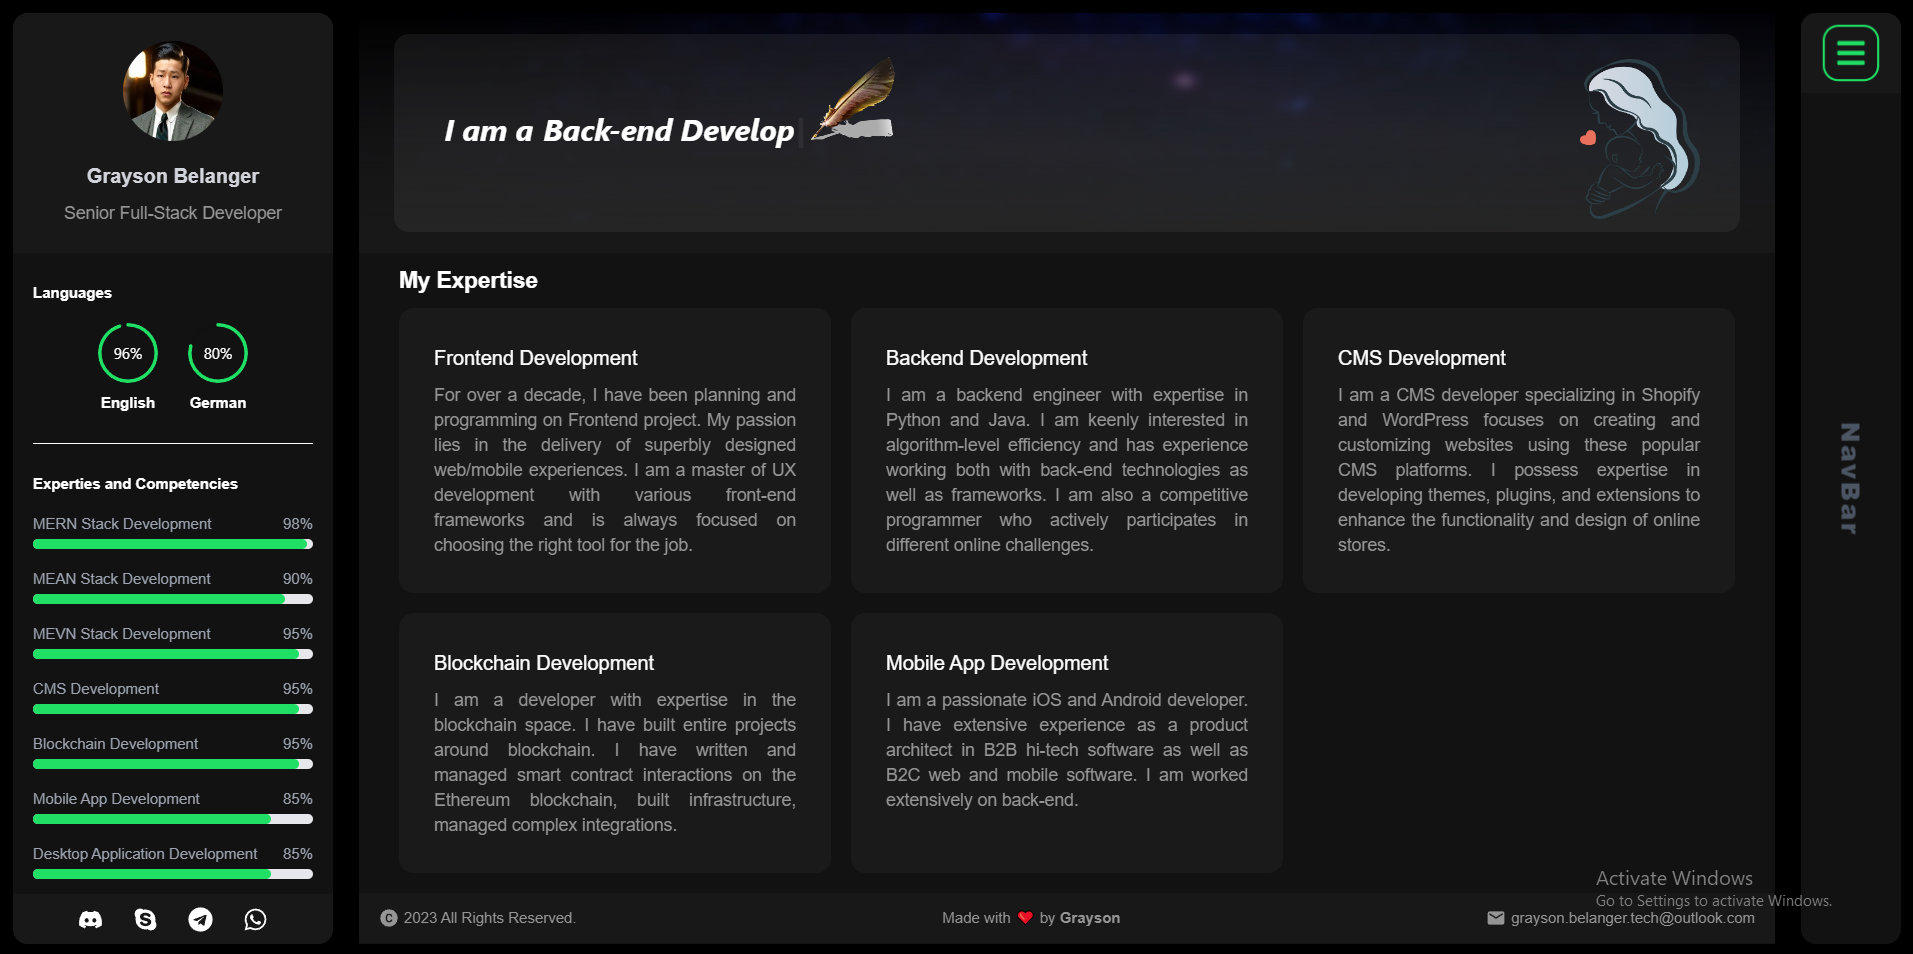 Grayson Belanger
Senior Full-Stack Developer
Languages
96%
80%
English
German
Experties and Competencies
MERN Stack Development 98%
MEAN Stack Development 90%
MEVN Stack Development 95%
CMS Development 95%
Blockchain Development 95%
Mobile App Development 85%
Desktop Application Development 85%
I am a Back-end Develop
My Expertise
Frontend Development
For over a decade, I have been planning and
programming on Frontend project. My passion
lies in the delivery of superbly designed
web/mobile experiences. I am a master of UX
development with various front-end
frameworks and is always focused on
choosing the right tool for the job.
Backend Development
I am a backend engineer with expertise in
Python and Java. I am keenly interested in
algorithm-level efficiency and has experience
working both with back-end technologies as
well as frameworks. I am also a competitive
programmer who actively participates in
different online challenges.
CMS Development
I am a CMS developer specializing in Shopify
and WordPress focuses on creating and
customizing websites using these popular
CMS platforms. I possess expertise in
developing themes, plugins, and extensions to
enhance the functionality and design of online
stores.
Blockchain Development
I am a developer with expertise in the
blockchain space. I have built entire projects
around blockchain. I have written and
managed smart contract interactions on the
Ethereum blockchain, built infrastructure,
managed complex integrations.
Mobile App Development
I am a passionate iOS and Android developer.
I have extensive experience as a product
architect in B2B hi-tech software as well as
B2C web and mobile software. I am worked
extensively on back-end.
© 2023 All Rights Reserved.
Made with ❤ by Grayson
grayson.belanger.tech@outlook.com
Activate Windows
Go to Settings to activate Windows.
NavBar